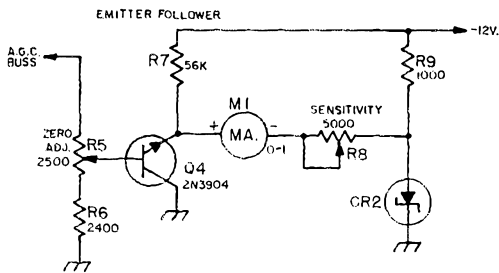 EMITTER FOLLOWER
-12V.
A.G.C.
BUSS
R7
56K
R9
1000
M1
+
-
MA.
0-1
SENSITIVITY
5000
R8
ZERO
ADJ.
2500
R5
Q4
2N3904
CR2
R6
2400